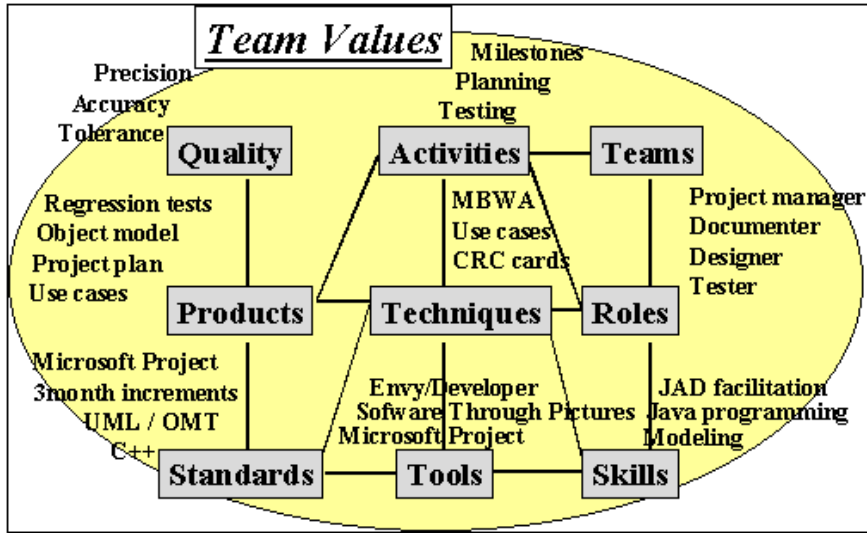 Team Values
Precision
Accuracy
Tolerance
Milestones
Planning
Testing
Quality
Activities
Teams
Regression tests
Object model
Project plan
Use cases
MBWA
Use cases
CRC cards
Project manager
Documenter
Designer
Tester
Products
Techniques
Roles
Microsoft Project
3month increments
UML / OMT
C++
Envy/Developer
Sofware Through Pictures
Microsoft Project
JAD facilitation
Java programming
Modeling
Standards
Tools
Skills